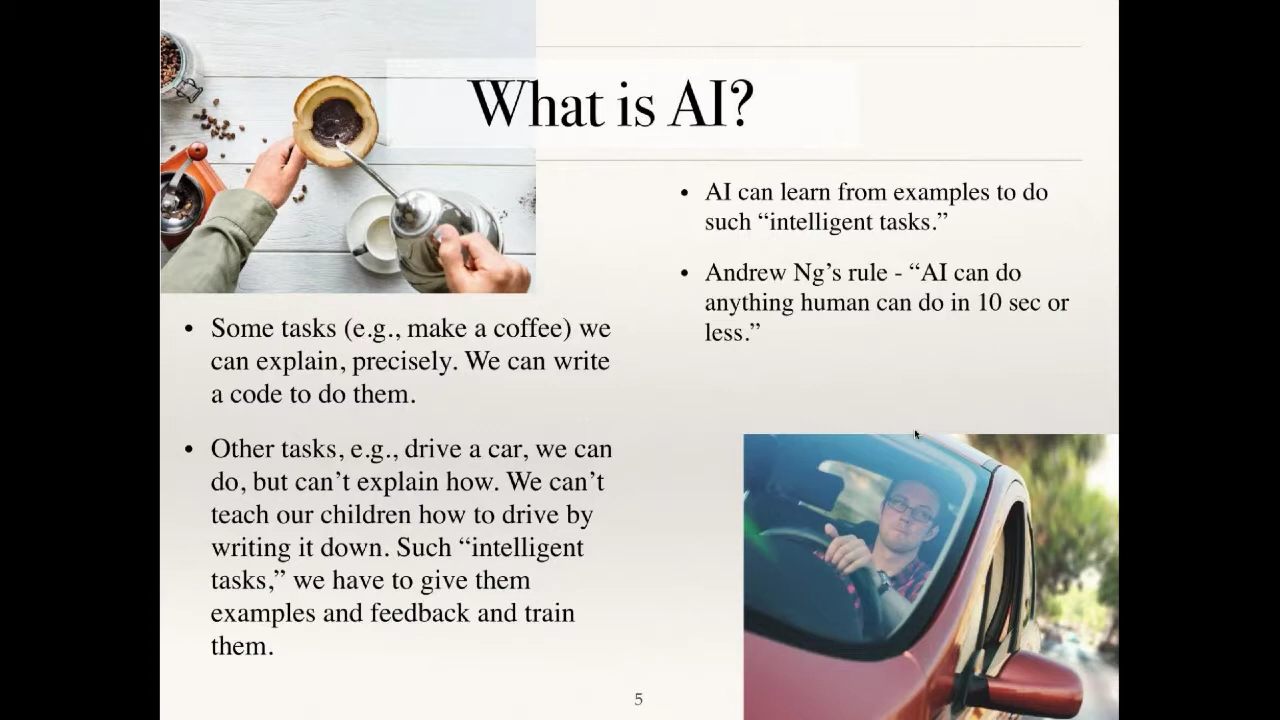 What is AI?
• Some tasks (e.g., make a coffee) we
can explain, precisely. We can write
a code to do them.
• Other tasks, e.g., drive a car, we can
do, but can’t explain how. We can’t
teach our children how to drive by
writing it down. Such “intelligent
tasks,” we have to give them
examples and feedback and train
them.
• AI can learn from examples to do
such “intelligent tasks.”
• Andrew Ng’s rule - “AI can do
anything human can do in 10 sec or
less.”
5